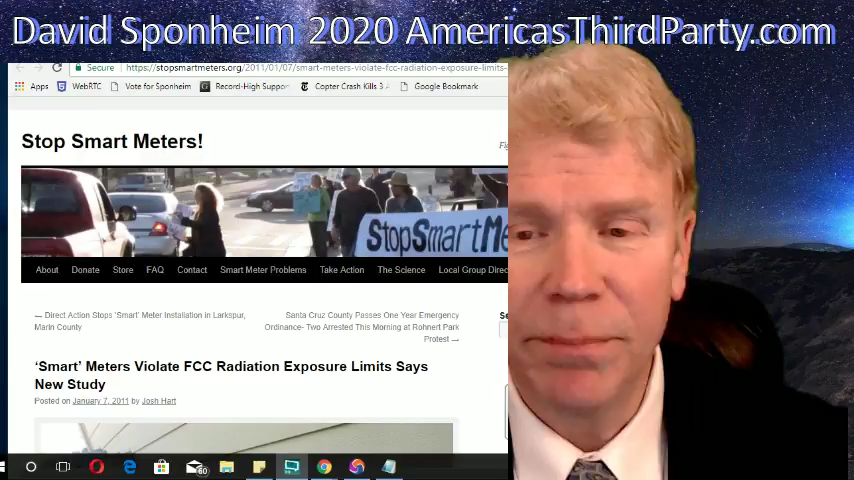 David Sponheim 2020 AmericasThirdParty.com
Secure https://stopsmartmeters.org/2011/01/07/smart-meters-violate-fcc-radiation-exposure-limits-
Apps WebRTC Vote for Sponheim Record-High Suppo Copter Crash Kills 3 Google Bookmark
Stop Smart Meters!
StopSmartMe
About Donate Store FAQ Contact Smart Meter Problems Take Action The Science Local Group Direc
← Direct Action Stops 'Smart' Meter Installation in Larkspur,
Marin County
Santa Cruz County Passes One Year Emergency
Ordinance- Two Arrested This Morning at Rohnert Park
Protest →
Se
'Smart' Meters Violate FCC Radiation Exposure Limits Says
New Study
Posted on January 7, 2011 by Josh Hart
60